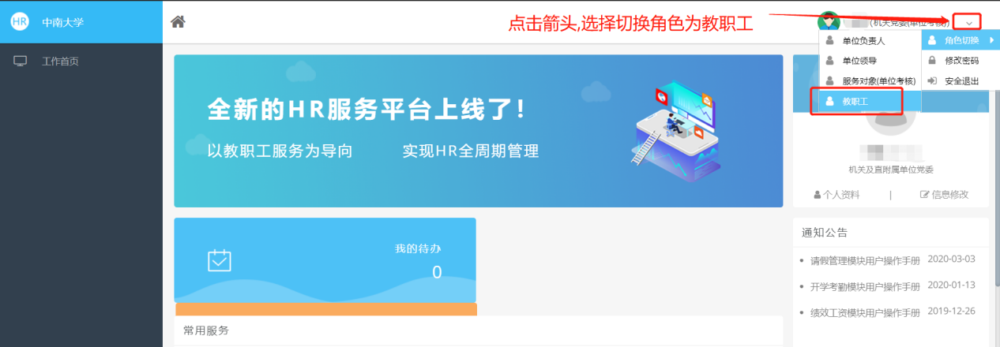 HR 中南大学
工作首页
点击箭头,选择切换角色为教职工
(机关党委(单位考核))
单位负责人
单位领导
服务对象(单位考核)
教职工
角色切换
修改密码
安全退出
全新的HR服务平台上线了!
以教职工服务为导向 实现HR全周期管理
机关及直附属单位党委
个人资料 | 信息修改
我的待办
0
常用服务
通知公告
请假管理模块用户操作手册 2020-03-03
开学考勤模块用户操作手册 2020-01-13
绩效工资模块用户操作手册 2019-12-26